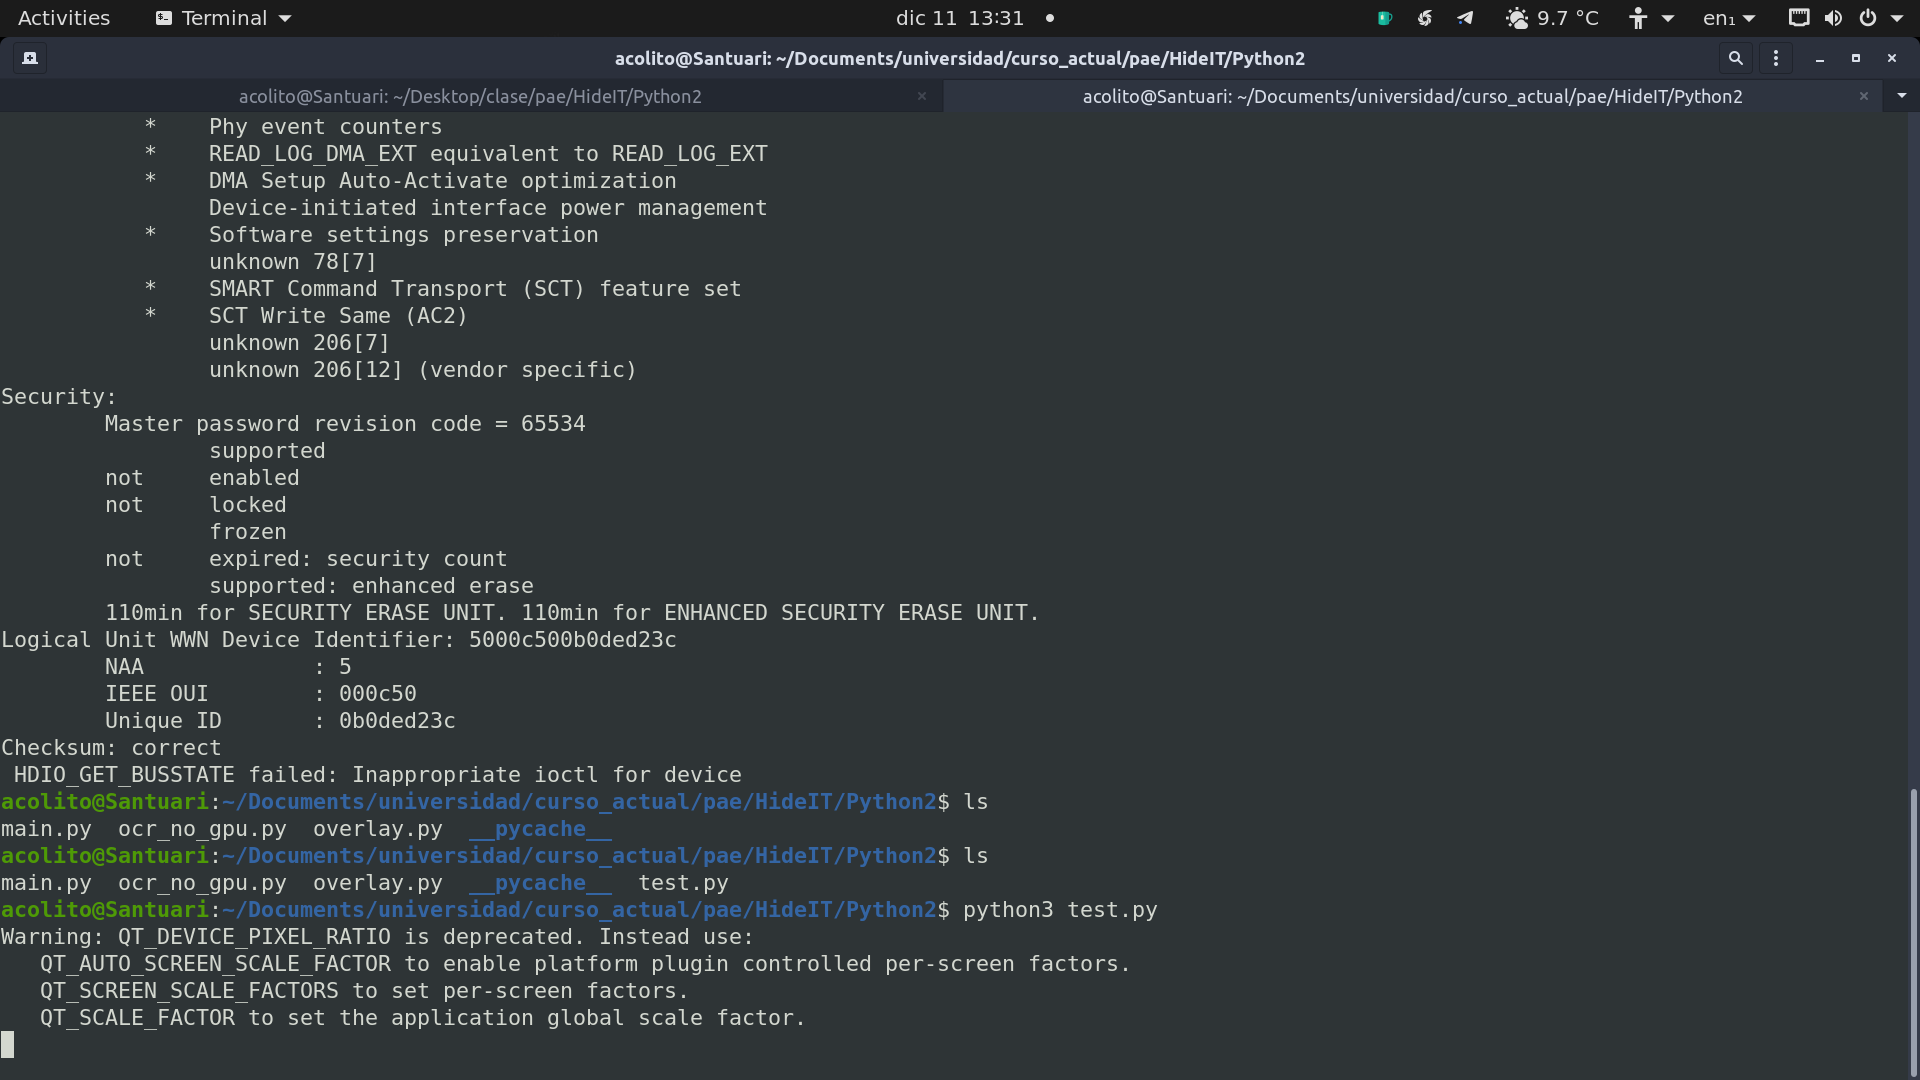 Activities Terminal dic 11 13:31 9.7 °C en₁
acolito@Santuari: ~/Documents/universidad/curso_actual/pae/HideIT/Python2
acolito@Santuari: ~/Desktop/clase/pae/HideIT/Python2 acolito@Santuari: ~/Documents/universidad/curso_actual/pae/HideIT/Python2
* Phy event counters
* READ_LOG_DMA_EXT equivalent to READ_LOG_EXT
* DMA Setup Auto-Activate optimization
Device-initiated interface power management
* Software settings preservation
unknown 78[7]
* SMART Command Transport (SCT) feature set
* SCT Write Same (AC2)
unknown 206[7]
unknown 206[12] (vendor specific)
Security:
Master password revision code = 65534
supported
not enabled
not locked
frozen
not expired: security count
supported: enhanced erase
110min for SECURITY ERASE UNIT. 110min for ENHANCED SECURITY ERASE UNIT.
Logical Unit WWN Device Identifier: 5000c500b0ded23c
NAA : 5
IEEE OUI : 000c50
Unique ID : 0b0ded23c
Checksum: correct
HDIO_GET_BUSSTATE failed: Inappropriate ioctl for device
acolito@Santuari:~/Documents/universidad/curso_actual/pae/HideIT/Python2$ ls
main.py ocr_no_gpu.py overlay.py __pycache__
acolito@Santuari:~/Documents/universidad/curso_actual/pae/HideIT/Python2$ ls
main.py ocr_no_gpu.py overlay.py __pycache__ test.py
acolito@Santuari:~/Documents/universidad/curso_actual/pae/HideIT/Python2$ python3 test.py
Warning: QT_DEVICE_PIXEL_RATIO is deprecated. Instead use:
QT_AUTO_SCREEN_SCALE_FACTOR to enable platform plugin controlled per-screen factors.
QT_SCREEN_SCALE_FACTORS to set per-screen factors.
QT_SCALE_FACTOR to set the application global scale factor.